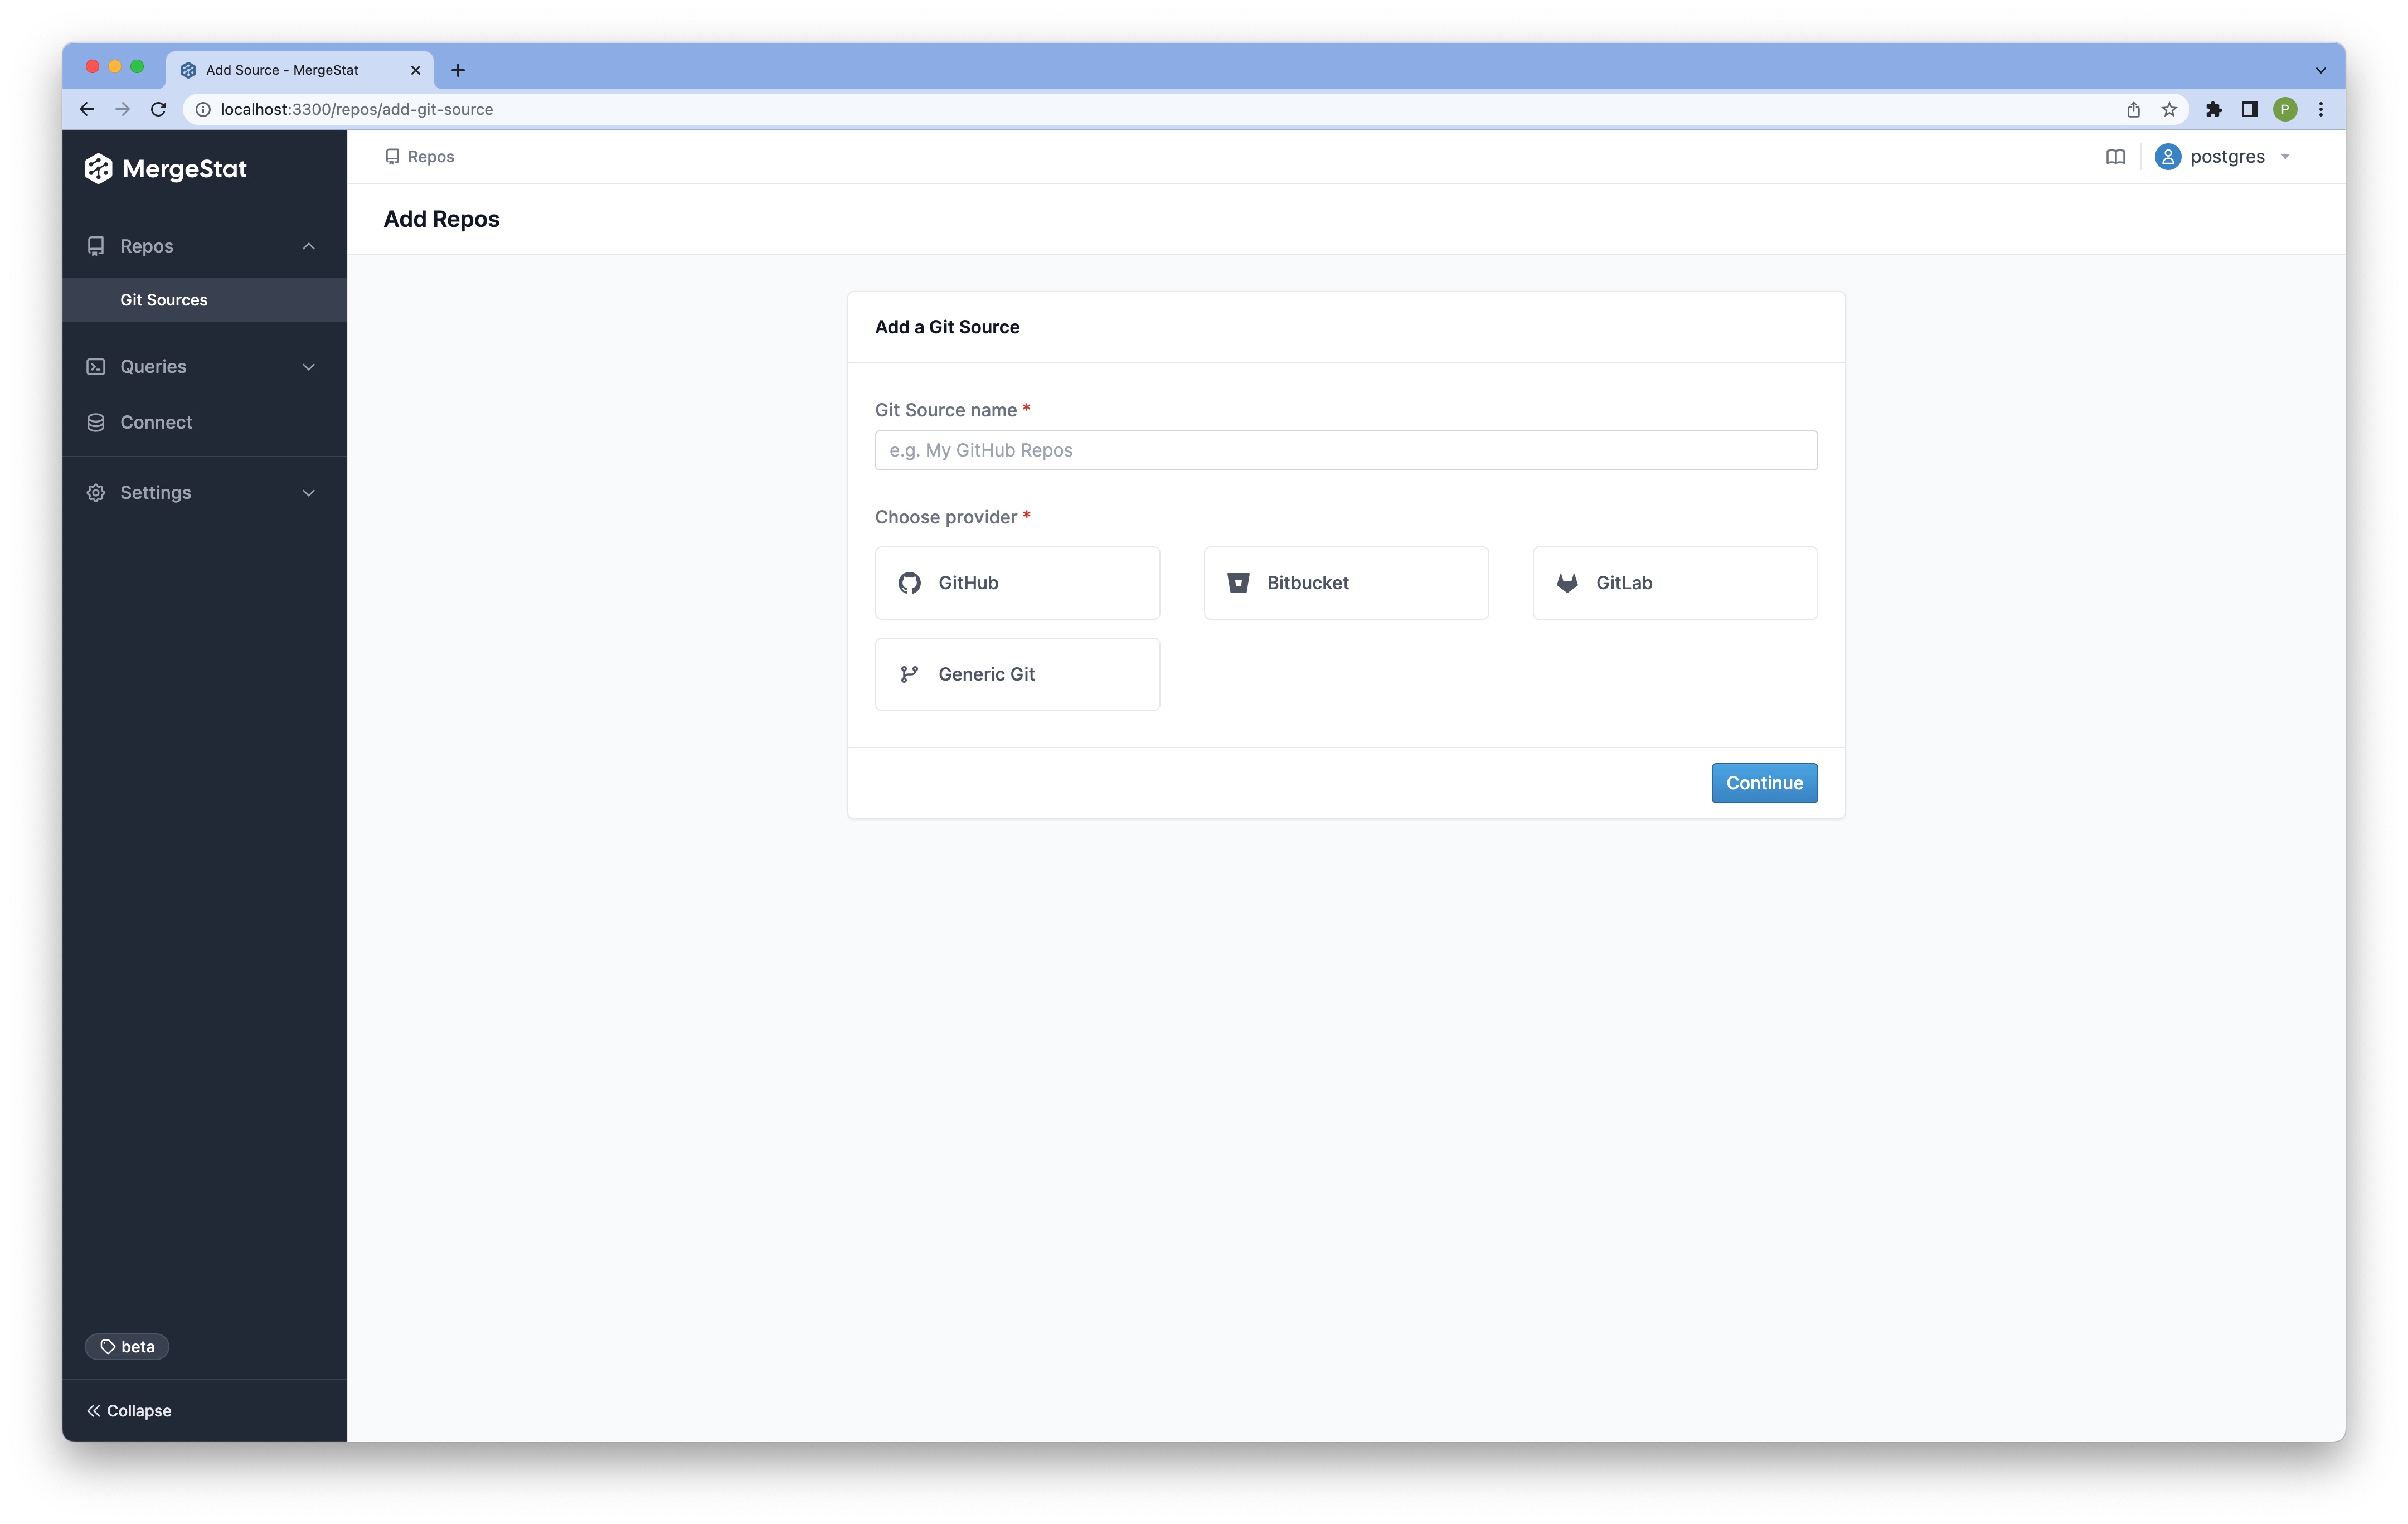 Add Source - MergeStat
localhost:3300/repos/add-git-source
P
MergeStat
Repos
Git Sources
Queries
Connect
Settings
beta
Collapse
Repos
postgres
Add Repos
Add a Git Source
Git Source name *
e.g. My GitHub Repos
Choose provider *
GitHub
Bitbucket
GitLab
Generic Git
Continue